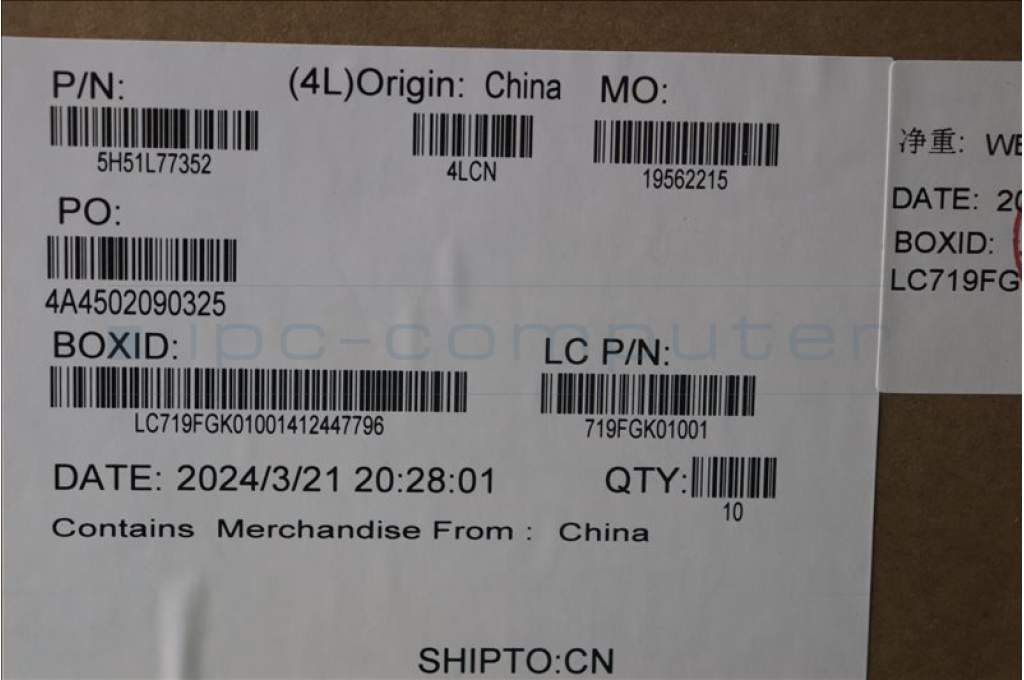 P/N: (4L)Origin: China MO:
5H51L77352 4LCN 19562215
PO:
4A4502090325
BOXID: LC P/N:
LC719FGK01001412447796 719FGK01001
DATE: 2024/3/21 20:28:01 QTY:
10
Contains Merchandise From : China
SHIPTO:CN
净重: WE
DATE: 20
BOXID:
LC719FG
ipc-computer